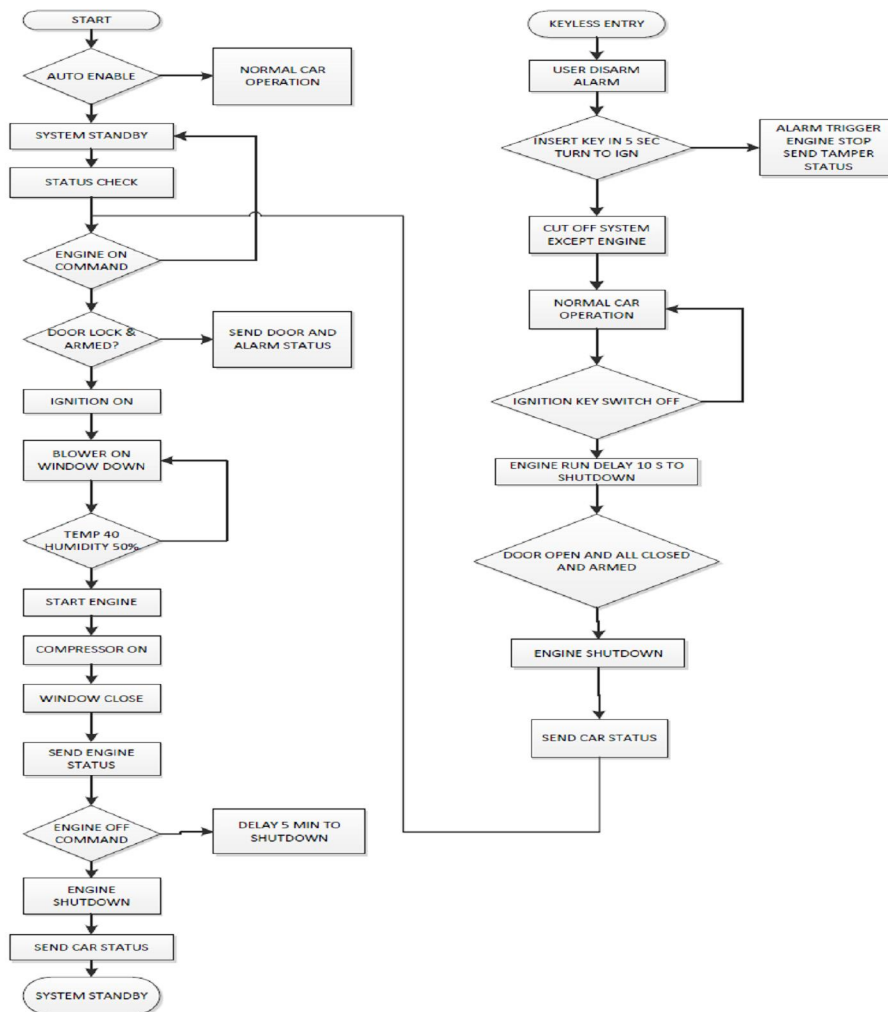 START
AUTO ENABLE
NORMAL CAR
OPERATION
SYSTEM STANDBY
STATUS CHECK
ENGINE ON
COMMAND
DOOR LOCK &
ARMED?
SEND DOOR AND
ALARM STATUS
IGNITION ON
BLOWER ON
WINDOW DOWN
TEMP 40
HUMIDITY 50%
START ENGINE
COMPRESSOR ON
WINDOW CLOSE
SEND ENGINE
STATUS
ENGINE OFF
COMMAND
DELAY 5 MIN TO
SHUTDOWN
ENGINE
SHUTDOWN
SEND CAR STATUS
SYSTEM STANDBY
KEYLESS ENTRY
USER DISARM
ALARM
INSERT KEY IN 5 SEC
TURN TO IGN
ALARM TRIGGER
ENGINE STOP
SEND TAMPER
STATUS
CUT OFF SYSTEM
EXCEPT ENGINE
NORMAL CAR
OPERATION
IGNITION KEY SWITCH OFF
ENGINE RUN DELAY 10 S TO
SHUTDOWN
DOOR OPEN AND ALL CLOSED
AND ARMED
ENGINE SHUTDOWN
SEND CAR STATUS